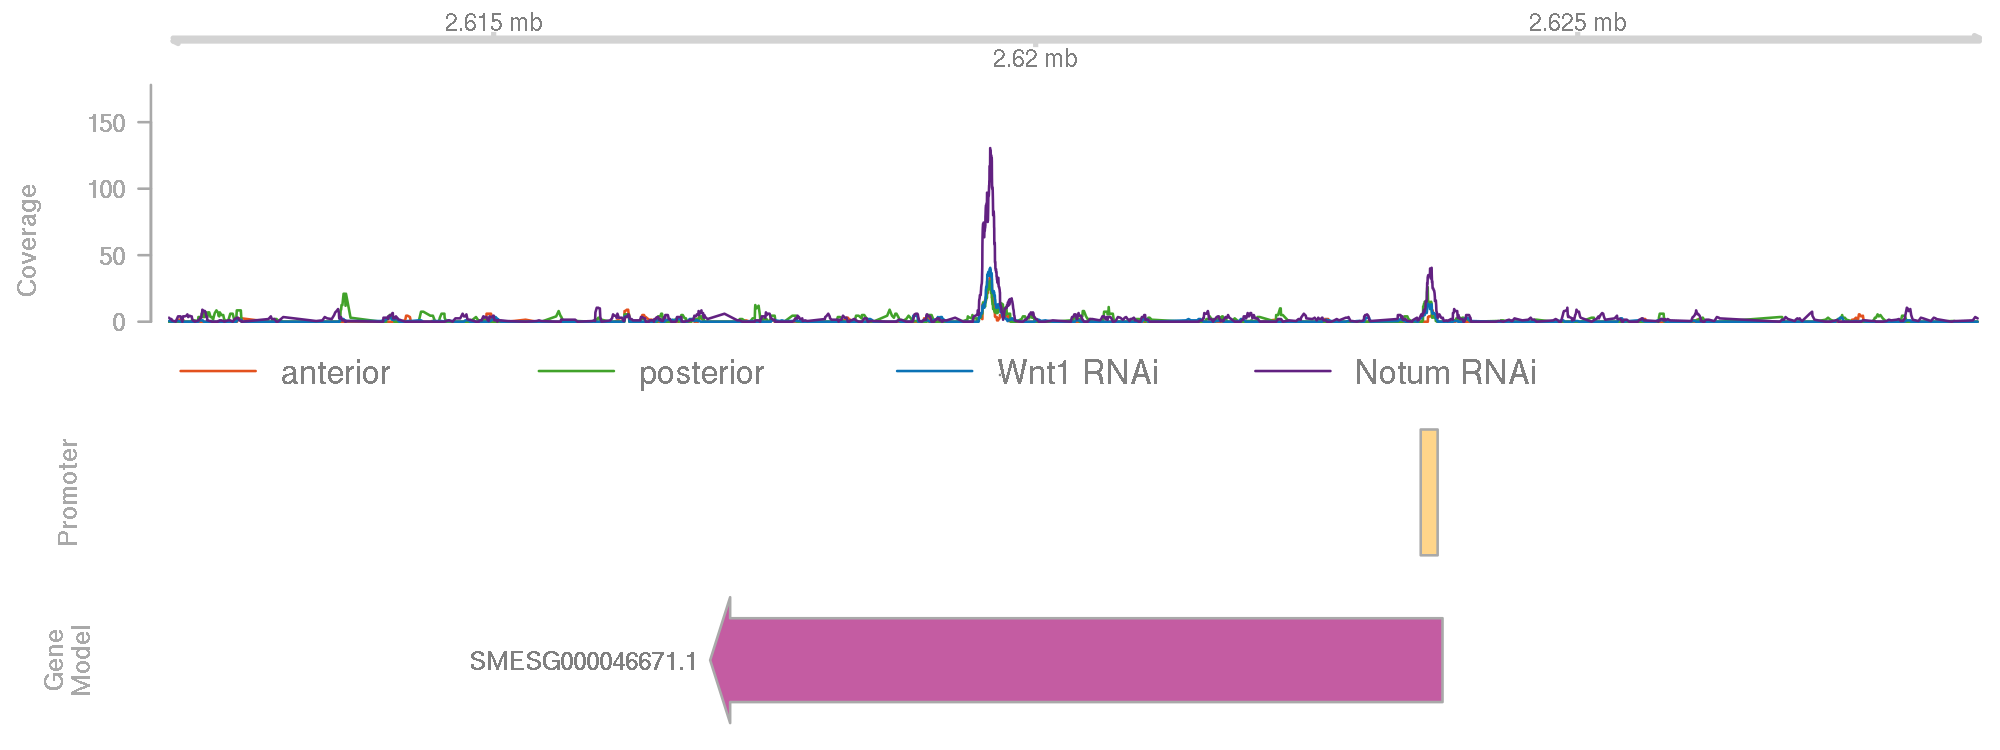 2.615 mb
2.625 mb
2.62 mb
Coverage
150
100
50
0
anterior
posterior
Wnt1 RNAi
Notum RNAi
Promoter
Gene
Model
SMESG000046671.1